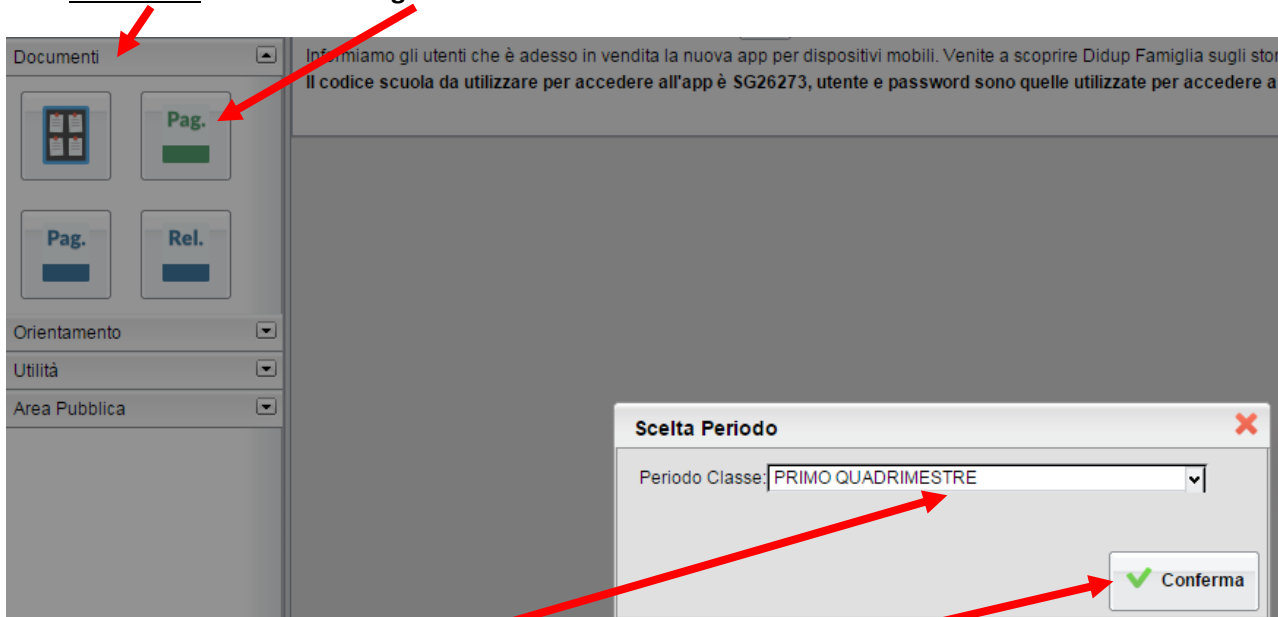 Documenti
Informiamo gli utenti che è adesso in vendita la nuova app per dispositivi mobili. Venite a scoprire Didup Famiglia sugli stor
Il codice scuola da utilizzare per accedere all'app è SG26273, utente e password sono quelle utilizzate per accedere a
Pag.
Pag.
Rel.
Orientamento
Utilità
Area Pubblica
Scelta Periodo
Periodo Classe: PRIMO QUADRIMESTRE
Conferma